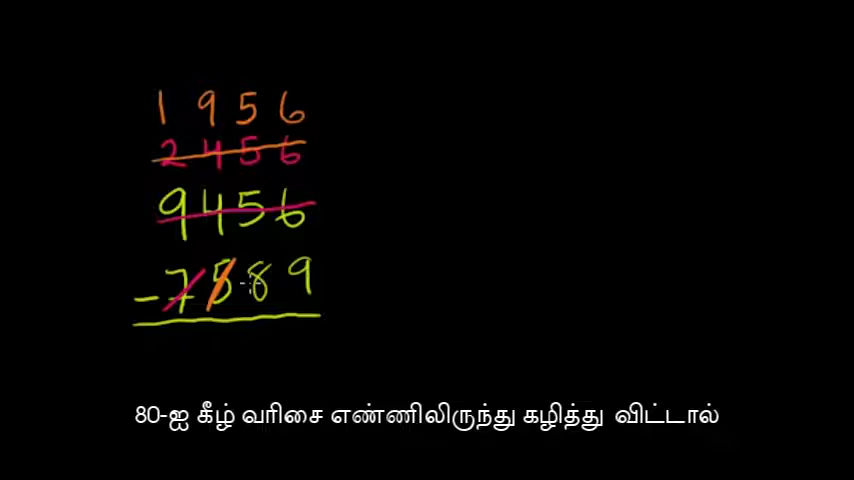 1 9 5 6
2 4 5 6
9 4 5 6
- 7 5 8 9
80-ஐ கீழ் வரிசை எண்ணிலிருந்து கழித்து விட்டால்